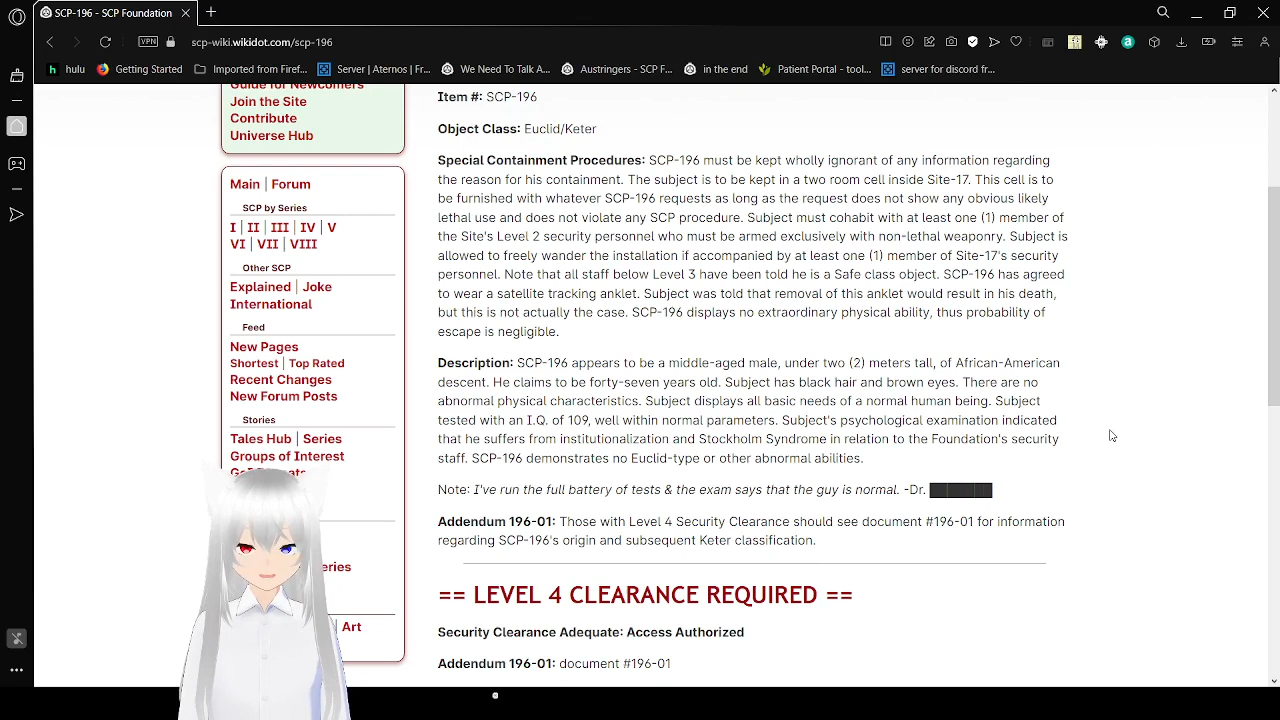 SCP-196 - SCP Foundation
VPN
scp-wiki.wikidot.com/scp-196
hulu
Getting Started
Imported from Firef...
Server | Aternos | Fr...
We Need To Talk A...
Austringers - SCP F...
in the end
Patient Portal - tool...
server for discord fr...
Guide for Newcomers
Join the Site
Contribute
Universe Hub
Main | Forum
SCP by Series
I | II | III | IV | V
VI | VII | VIII
Other SCP
Explained | Joke
International
Feed
New Pages
Shortest | Top Rated
Recent Changes
New Forum Posts
Stories
Tales Hub | Series
Groups of Interest
eries
| Art
Item #: SCP-196
Object Class: Euclid/Keter
Special Containment Procedures: SCP-196 must be kept wholly ignorant of any information regarding
the reason for his containment. The subject is to be kept in a two room cell inside Site-17. This cell is to
be furnished with whatever SCP-196 requests as long as the request does not show any obvious likely
lethal use and does not violate any SCP procedure. Subject must cohabit with at least one (1) member of
the Site's Level 2 security personnel who must be armed exclusively with non-lethal weaponry. Subject is
allowed to freely wander the installation if accompanied by at least one (1) member of Site-17's security
personnel. Note that all staff below Level 3 have been told he is a Safe class object. SCP-196 has agreed
to wear a satellite tracking anklet. Subject was told that removal of this anklet would result in his death,
but this is not actually the case. SCP-196 displays no extraordinary physical ability, thus probability of
escape is negligible.
Description: SCP-196 appears to be a middle-aged male, under two (2) meters tall, of African-American
descent. He claims to be forty-seven years old. Subject has black hair and brown eyes. There are no
abnormal physical characteristics. Subject displays all basic needs of a normal human being. Subject
tested with an I.Q. of 109, well within normal parameters. Subject's psychological examination indicated
that he suffers from institutionalization and Stockholm Syndrome in relation to the Foundation's security
staff. SCP-196 demonstrates no Euclid-type or other abnormal abilities.
Note: I've run the full battery of tests & the exam says that the guy is normal. -Dr. ██████
Addendum 196-01: Those with Level 4 Security Clearance should see document #196-01 for information
regarding SCP-196's origin and subsequent Keter classification.
== LEVEL 4 CLEARANCE REQUIRED ==
Security Clearance Adequate: Access Authorized
Addendum 196-01: document #196-01